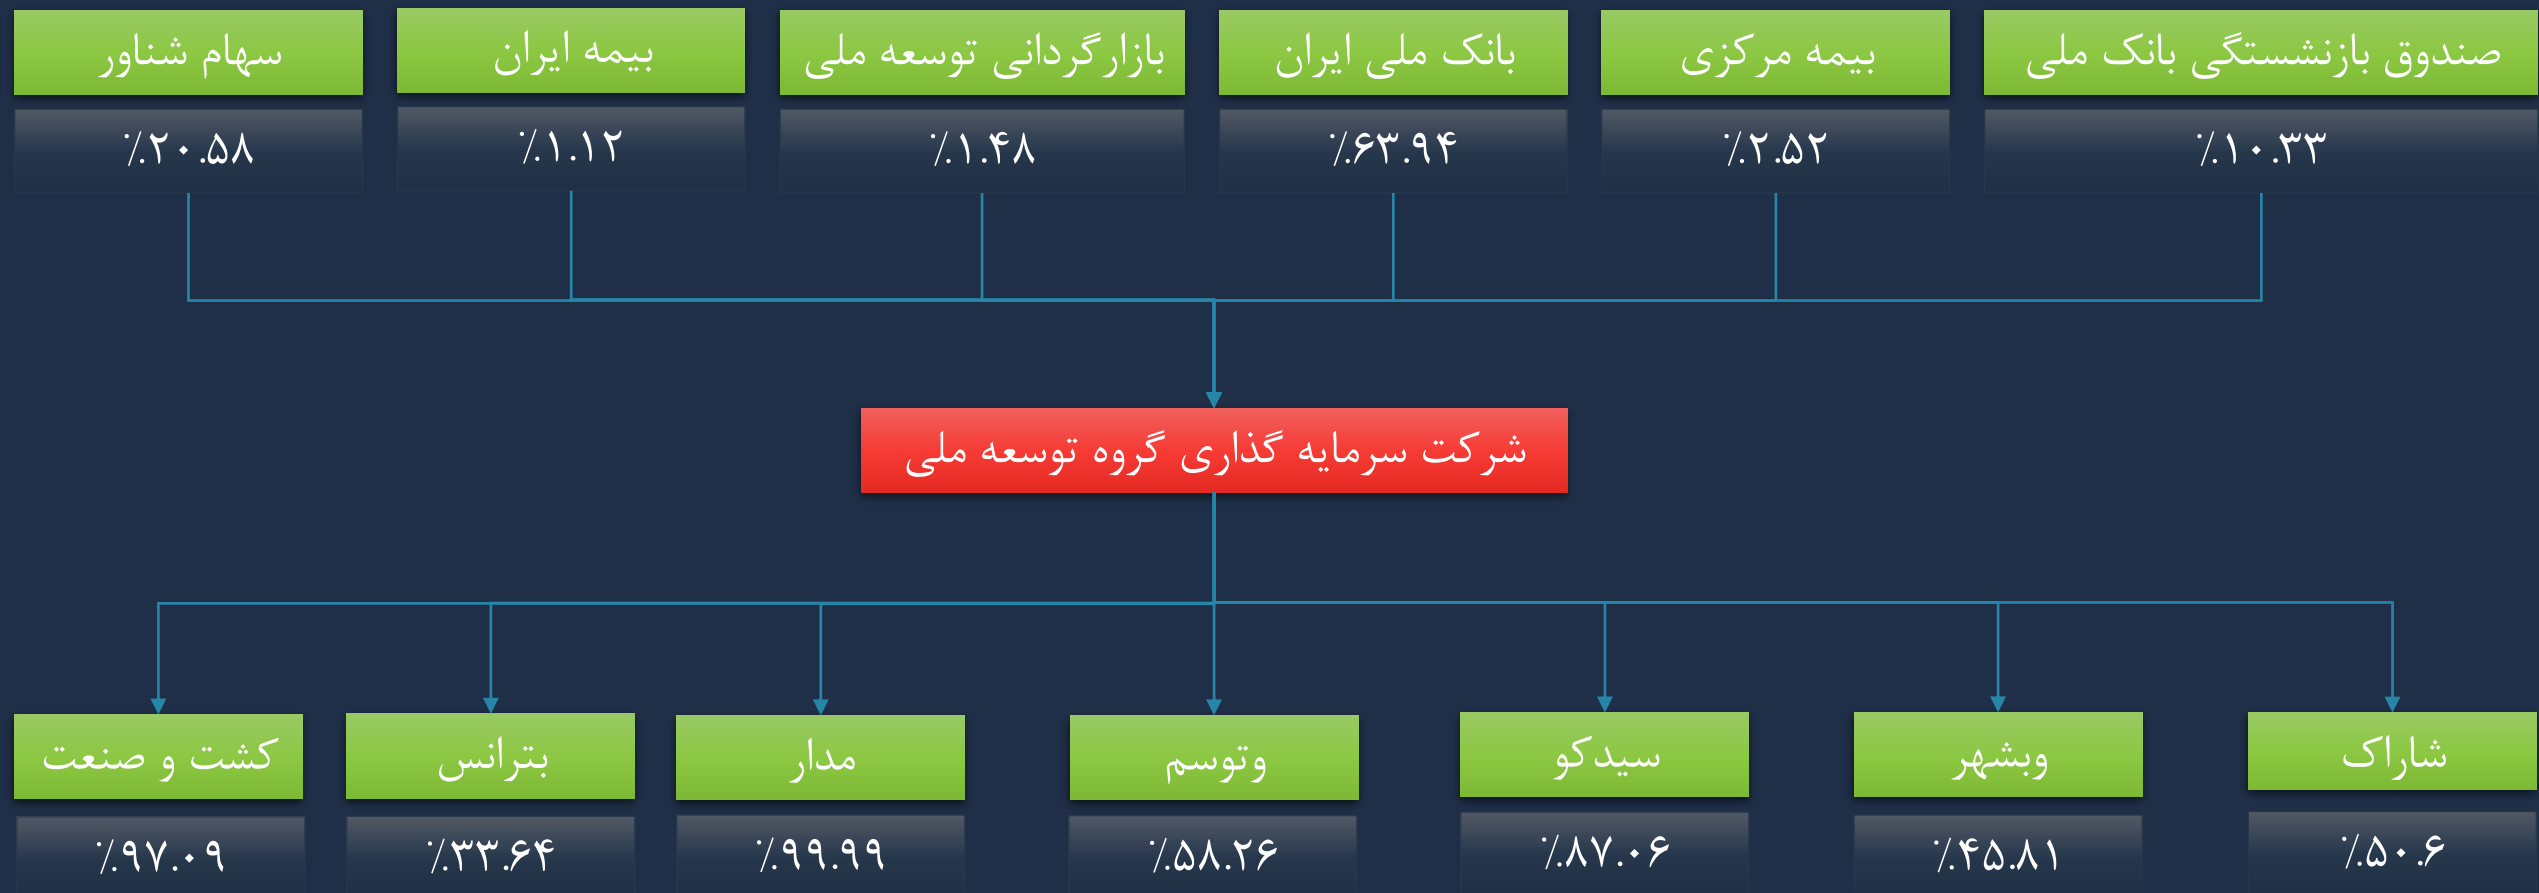 صندوق بازنشستگی بانک ملی
٪۱۰.۳۳
بیمه مرکزی
٪۲.۵۲
بانک ملی ایران
٪۶۳.۹۴
بازارگردانی توسعه ملی
٪۱.۴۸
بیمه ایران
٪۱.۱۲
سهام شناور
٪۲۰.۵۸
شرکت سرمایه گذاری گروه توسعه ملی
شاراک
٪۵۰.۶
وبشهر
٪۴۵.۸۱
سیدکو
٪۸۷.۰۶
وتوسم
٪۵۸.۲۶
مدار
٪۹۹.۹۹
بترانس
٪۳۳.۶۴
کشت و صنعت
٪۹۷.۰۹